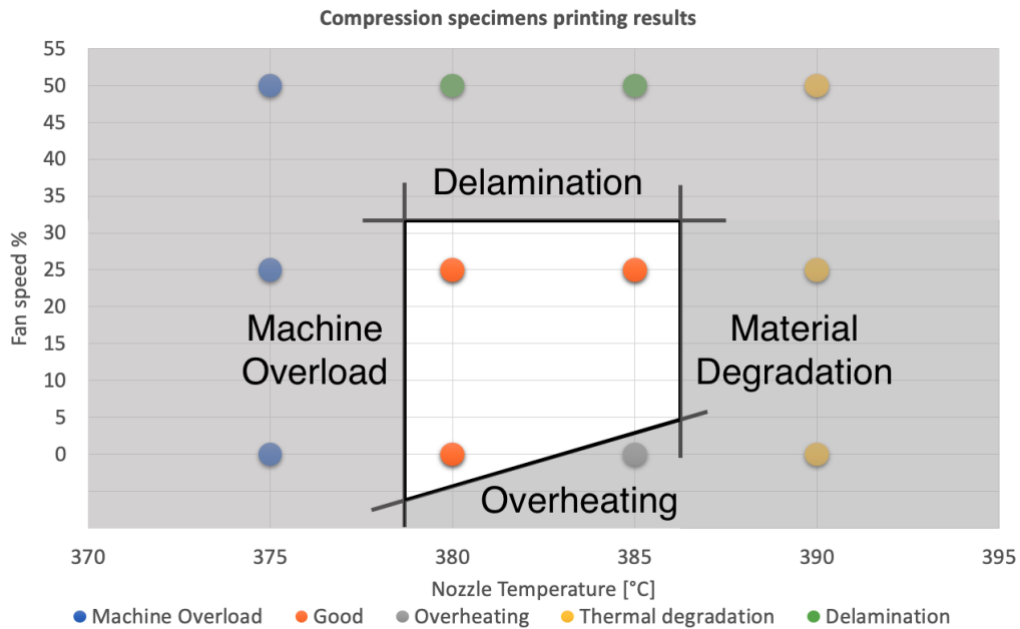 Compression specimens printing results
55
50
45
40
35
30
25
20
15
10
5
0
Fan speed %
Delamination
Machine
Overload
Material
Degradation
Overheating
370 375 380 385 390 395
Nozzle Temperature [°C]
Machine Overload Good Overheating Thermal degradation Delamination